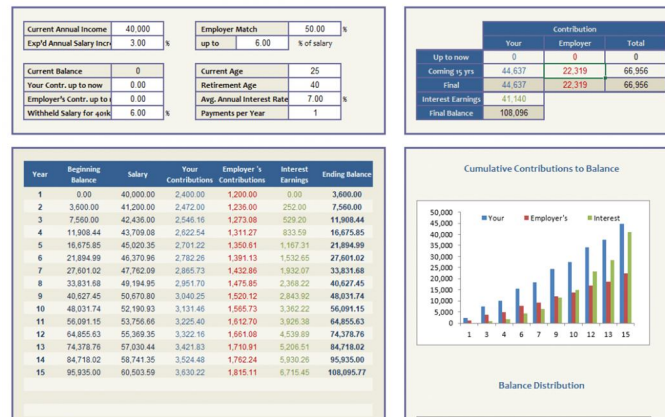 Current Annual Income 40,000
Exp'd Annual Salary Incr 3.00 %
Employer Match 50.00 %
up to 6.00 % of salary
Current Balance 0
Your Contr. up to now 0.00
Employer's Contr. up to 0.00
Withheld Salary for 401k 6.00 %
Current Age 25
Retirement Age 40
Avg. Annual Interest Rate 7.00 %
Payments per Year 1
Contribution
Your Employer Total
Up to now 0 0 0
Coming 15 yrs 44,637 22,319 66,956
Final 44,637 22,319 66,956
Interest Earnings 41,140
Final Balance 108,096
Year Beginning Balance Salary Your Contributions Employer 's Contributions Interest Earnings Ending Balance
1 0.00 40,000.00 2,400.00 1,200.00 0.00 3,600.00
2 3,600.00 41,200.00 2,472.00 1,236.00 252.00 7,560.00
3 7,560.00 42,436.00 2,546.16 1,273.08 529.20 11,908.44
4 11,908.44 43,709.08 2,622.54 1,311.27 833.59 16,675.85
5 16,675.85 45,020.35 2,701.22 1,350.61 1,167.31 21,894.99
6 21,894.99 46,370.96 2,782.26 1,391.13 1,532.65 27,601.02
7 27,601.02 47,762.09 2,865.73 1,432.86 1,932.07 33,831.68
8 33,831.68 49,194.95 2,951.70 1,475.85 2,368.22 40,627.45
9 40,627.45 50,670.80 3,040.25 1,520.12 2,843.92 48,031.74
10 48,031.74 52,190.93 3,131.46 1,565.73 3,362.22 56,091.15
11 56,091.15 53,756.66 3,225.40 1,612.70 3,926.38 64,855.63
12 64,855.63 55,369.35 3,322.16 1,661.08 4,539.89 74,378.76
13 74,378.76 57,030.44 3,421.83 1,710.91 5,206.51 84,718.02
14 84,718.02 58,741.35 3,524.48 1,762.24 5,930.26 95,935.00
15 95,935.00 60,503.59 3,630.22 1,815.11 6,715.45 108,095.77
Cumulative Contributions to Balance
Your Employer's Interest
50,000
45,000
40,000
35,000
30,000
25,000
20,000
15,000
10,000
5,000
0
1 3 4 6 7 9 10 12 13 15
Balance Distribution